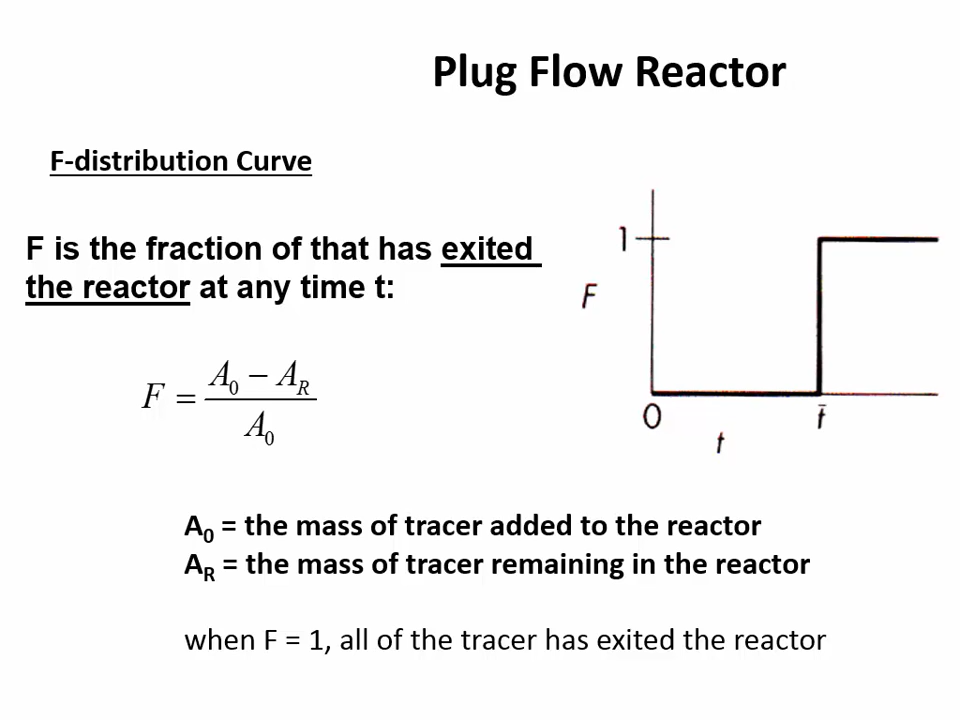 Plug Flow Reactor
F-distribution Curve
F is the fraction of that has exited
the reactor at any time t:
F = (A₀ − A_R) / A₀
1
F
0
t̄
t
A₀ = the mass of tracer added to the reactor
A_R = the mass of tracer remaining in the reactor
when F = 1, all of the tracer has exited the reactor